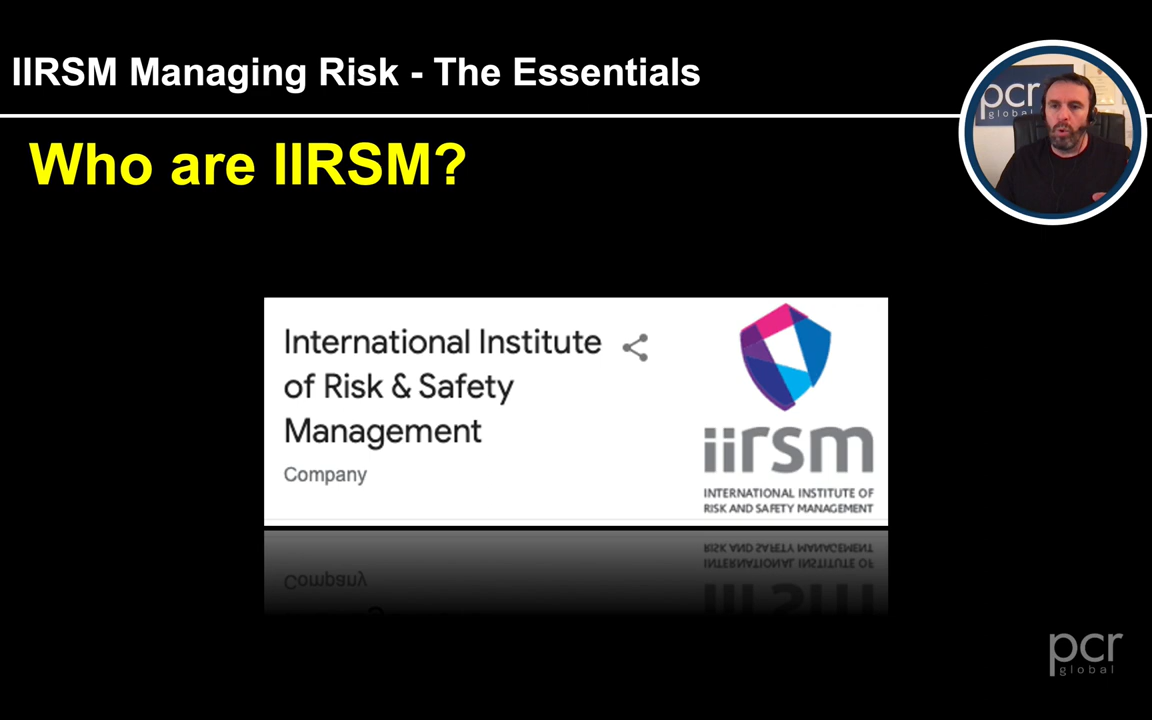 IIRSM Managing Risk - The Essentials
pcr
global
Who are IIRSM?
International Institute
of Risk & Safety
Management
Company
iirsm
INTERNATIONAL INSTITUTE OF
RISK AND SAFETY MANAGEMENT
pcr
global